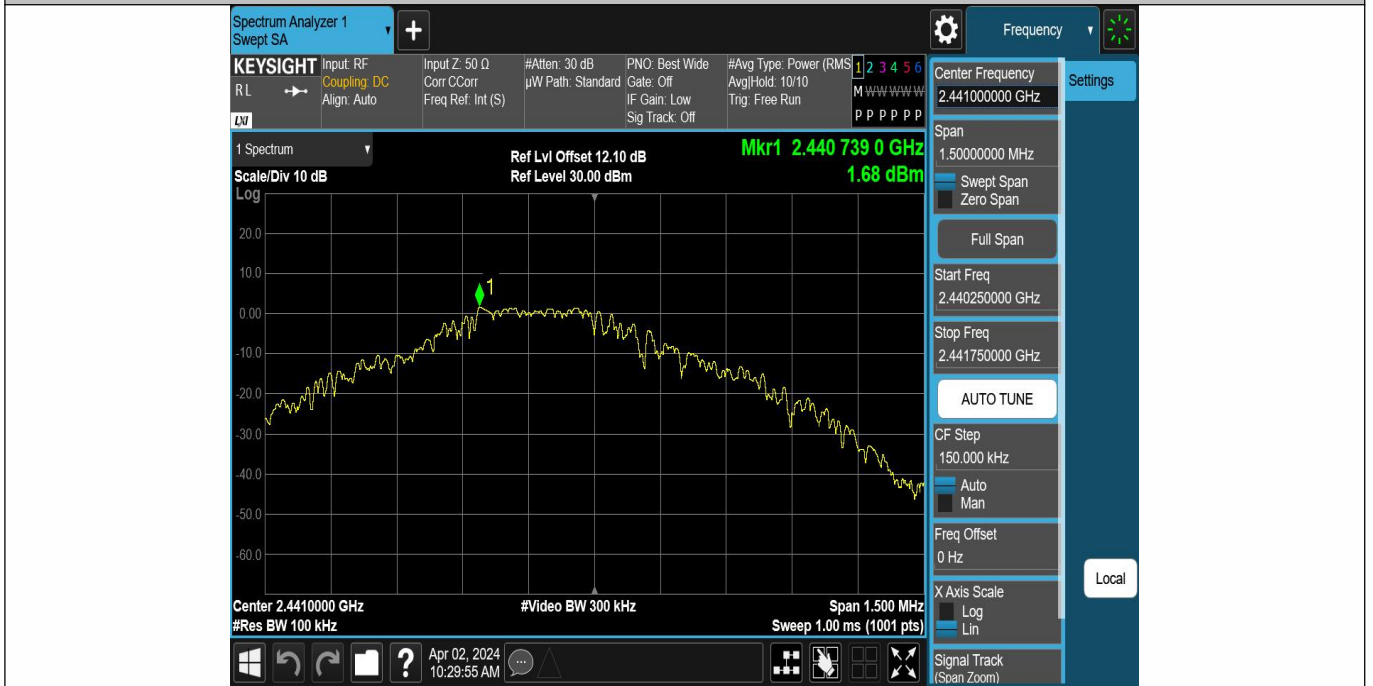 Spectrum Analyzer 1
Swept SA
Frequency
KEYSIGHT
RL
LXI
Input: RF
Coupling: DC
Align: Auto
Input Z: 50 Ω
Corr CCorr
Freq Ref: Int (S)
#Atten: 30 dB
µW Path: Standard
PNO: Best Wide
Gate: Off
IF Gain: Low
Sig Track: Off
#Avg Type: Power (RMS
Avg|Hold: 10/10
Trig: Free Run
1 2 3 4 5 6
M W W W W W
P P P P P P
1 Spectrum
Scale/Div 10 dB
Ref Lvl Offset 12.10 dB
Ref Level 30.00 dBm
Mkr1 2.440 739 0 GHz
1.68 dBm
Log
20.0
10.0
0.00
-10.0
-20.0
-30.0
-40.0
-50.0
-60.0
1
Center 2.4410000 GHz
#Res BW 100 kHz
#Video BW 300 kHz
Span 1.500 MHz
Sweep 1.00 ms (1001 pts)
Center Frequency
2.441000000 GHz
Settings
Span
1.50000000 MHz
Swept Span
Zero Span
Full Span
Start Freq
2.440250000 GHz
Stop Freq
2.441750000 GHz
AUTO TUNE
CF Step
150.000 kHz
Auto
Man
Freq Offset
0 Hz
X Axis Scale
Log
Lin
Local
Signal Track
(Span Zoom)
?
Apr 02, 2024
10:29:55 AM